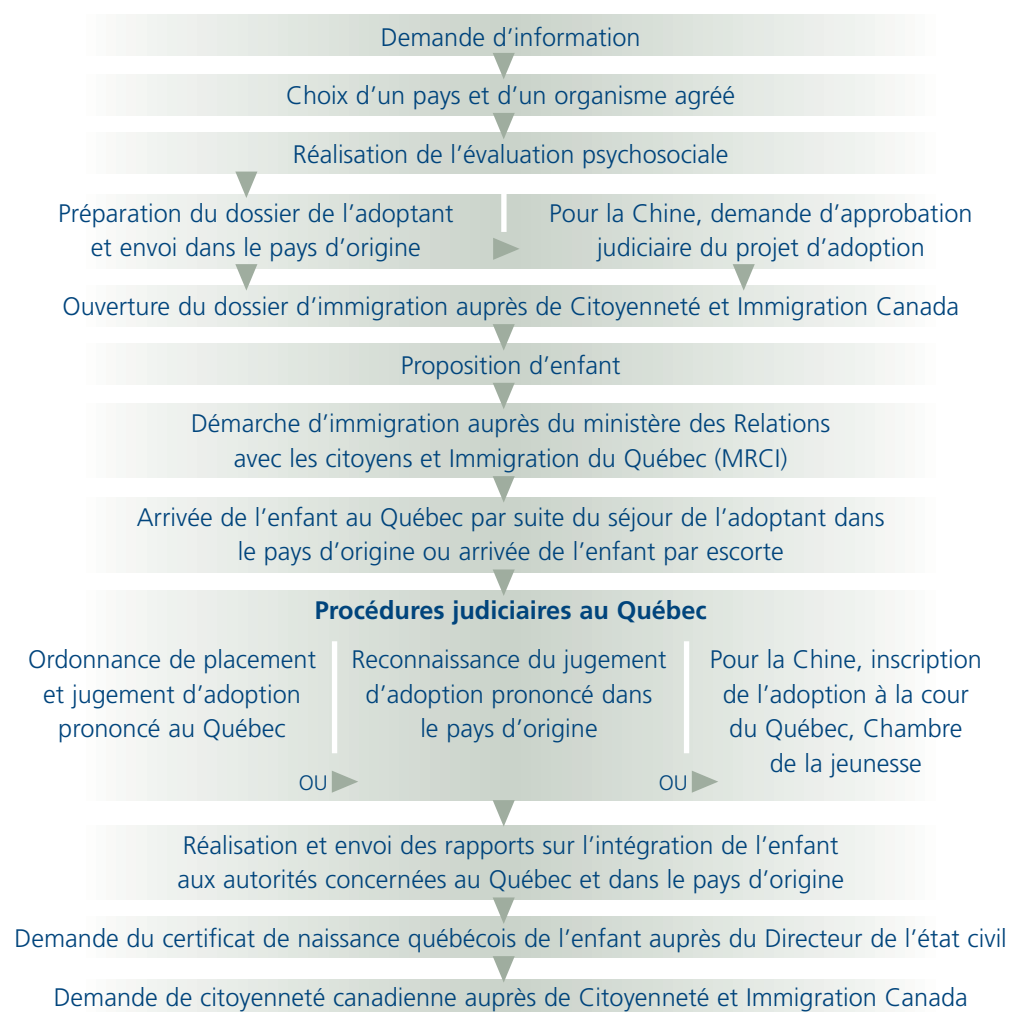 Demande d’information
Choix d’un pays et d’un organisme agréé
Réalisation de l’évaluation psychosociale
Préparation du dossier de l’adoptant
et envoi dans le pays d’origine
Pour la Chine, demande d’approbation
judiciaire du projet d’adoption
Ouverture du dossier d’immigration auprès de Citoyenneté et Immigration Canada
Proposition d’enfant
Démarche d’immigration auprès du ministère des Relations
avec les citoyens et Immigration du Québec (MRCI)
Arrivée de l’enfant au Québec par suite du séjour de l’adoptant dans
le pays d’origine ou arrivée de l’enfant par escorte
Procédures judiciaires au Québec
Ordonnance de placement
et jugement d’adoption
prononcé au Québec
OU
Reconnaissance du jugement
d’adoption prononcé dans
le pays d’origine
OU
Pour la Chine, inscription
de l’adoption à la cour
du Québec, Chambre
de la jeunesse
Réalisation et envoi des rapports sur l’intégration de l’enfant
aux autorités concernées au Québec et dans le pays d’origine
Demande du certificat de naissance québécois de l’enfant auprès du Directeur de l’état civil
Demande de citoyenneté canadienne auprès de Citoyenneté et Immigration Canada